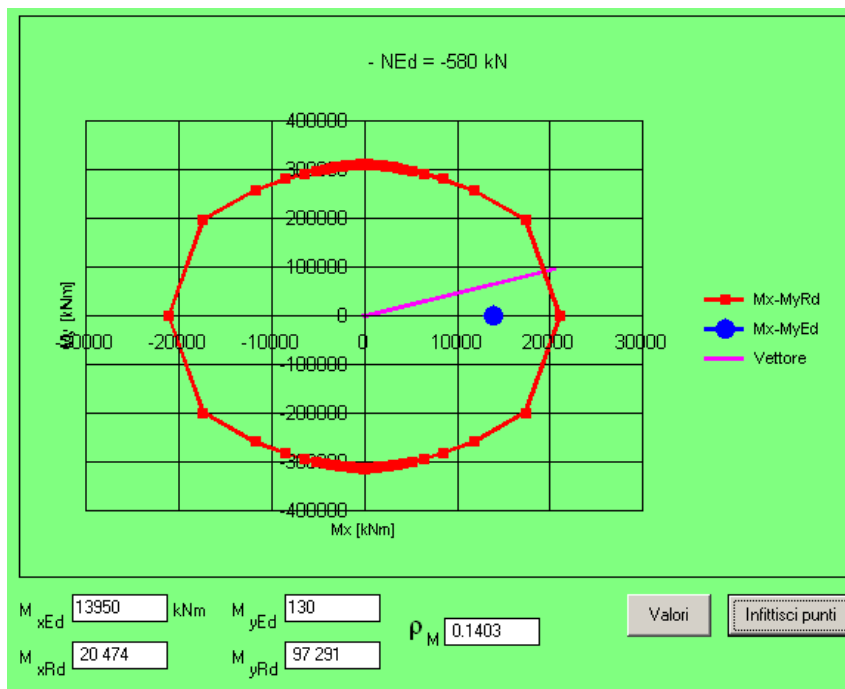 - NEd = -580 kN
400000
300000
200000
100000
0
-100000
-200000
-300000
-400000
-20000 -10000 0 10000 20000 30000
Mx [kNm]
[kNm]
Mx-MyRd
Mx-MyEd
Vettore
M xEd 13950 kNm M yEd 130
ρ M 0.1403
M xRd 20 474 M yRd 97 291
Valori
Infittisci punti